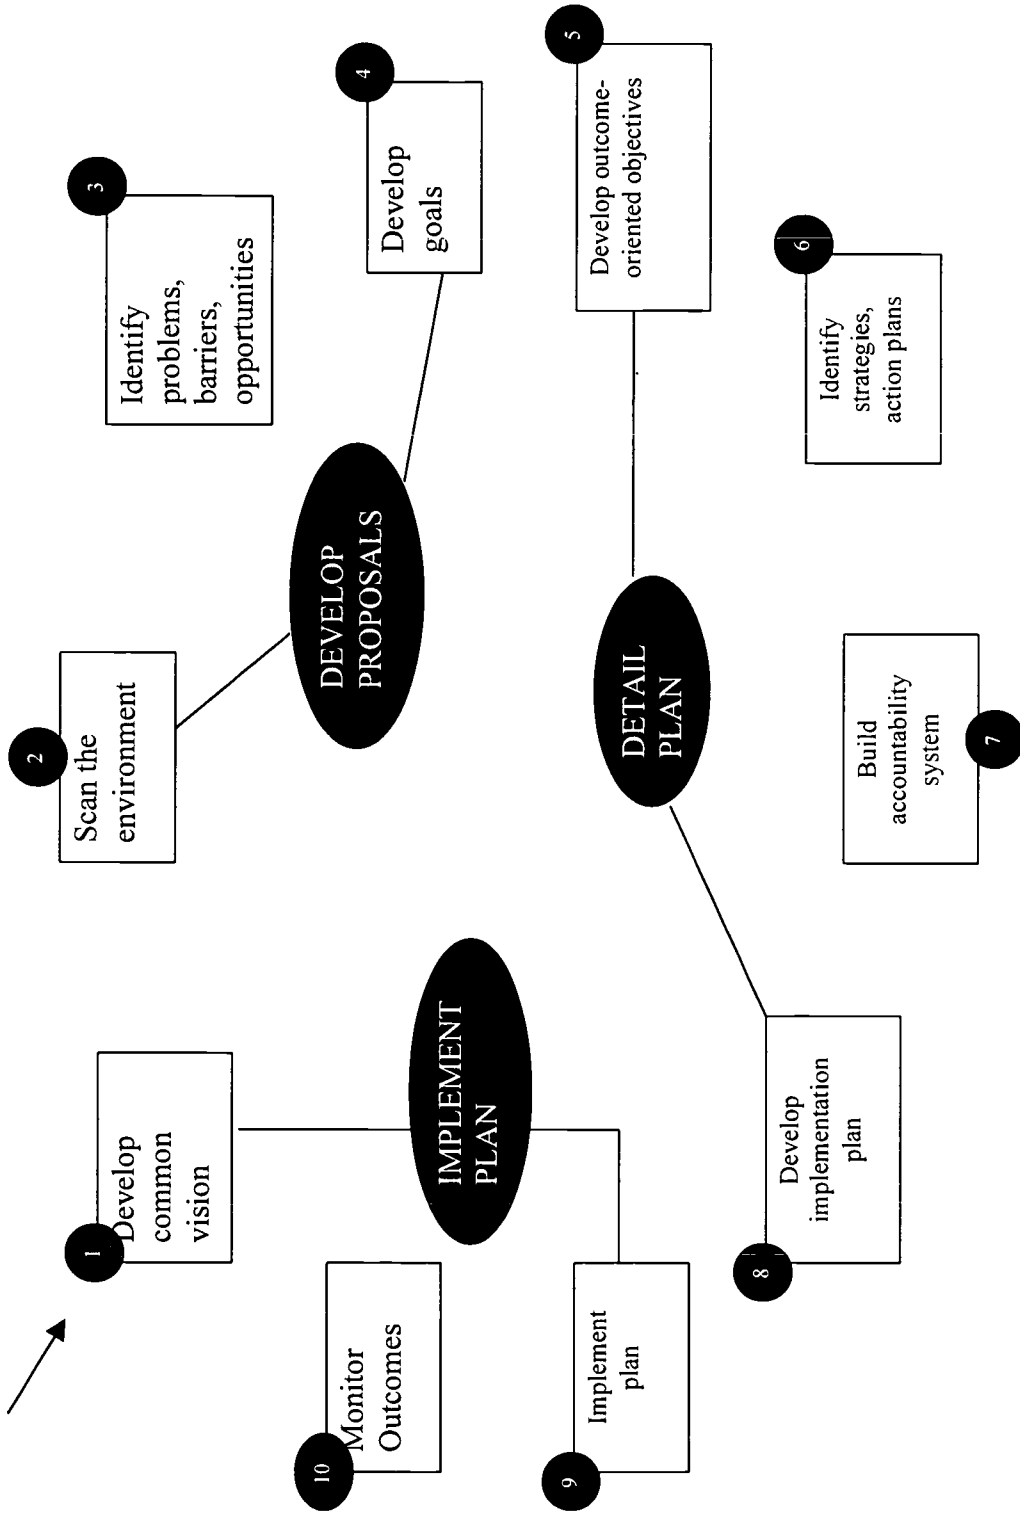 1
Develop
common
vision
2
Scan the
environment
3
Identify
problems,
barriers,
opportunities
4
Develop
goals
DEVELOP
PROPOSALS
5
Develop outcome-
oriented objectives
6
Identify
strategies,
action plans
DETAIL
PLAN
7
Build
accountability
system
8
Develop
implementation
plan
IMPLEMENT
PLAN
9
Implement
plan
10
Monitor
Outcomes